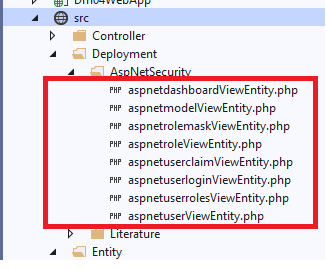 src
Controller
Deployment
AspNetSecurity
PHP aspnetdashboardViewEntity.php
PHP aspnetmodelViewEntity.php
PHP aspnetrolemaskViewEntity.php
PHP aspnetroleViewEntity.php
PHP aspnetuserclaimViewEntity.php
PHP aspnetuserloginViewEntity.php
PHP aspnetuserrolesViewEntity.php
PHP aspnetuserViewEntity.php
Literature
Entity